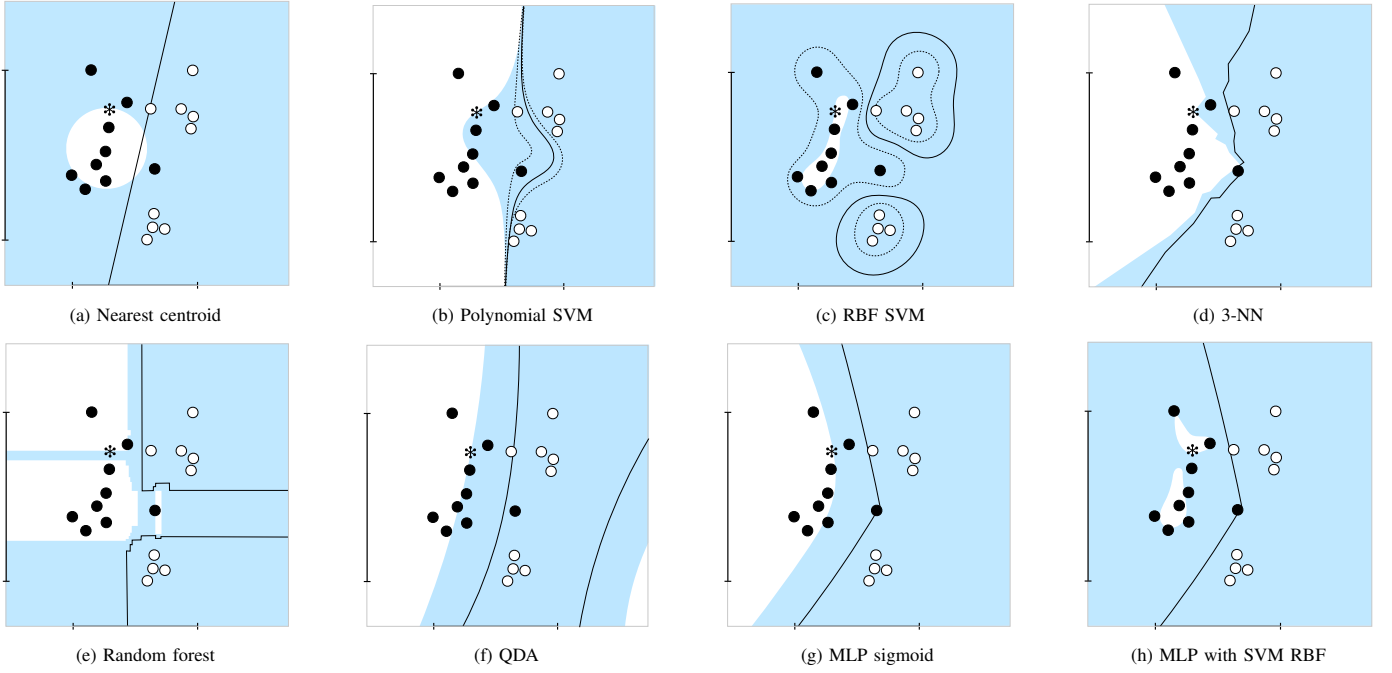 (a) Nearest centroid
(b) Polynomial SVM
(c) RBF SVM
(d) 3-NN
(e) Random forest
(f) QDA
(g) MLP sigmoid
(h) MLP with SVM RBF